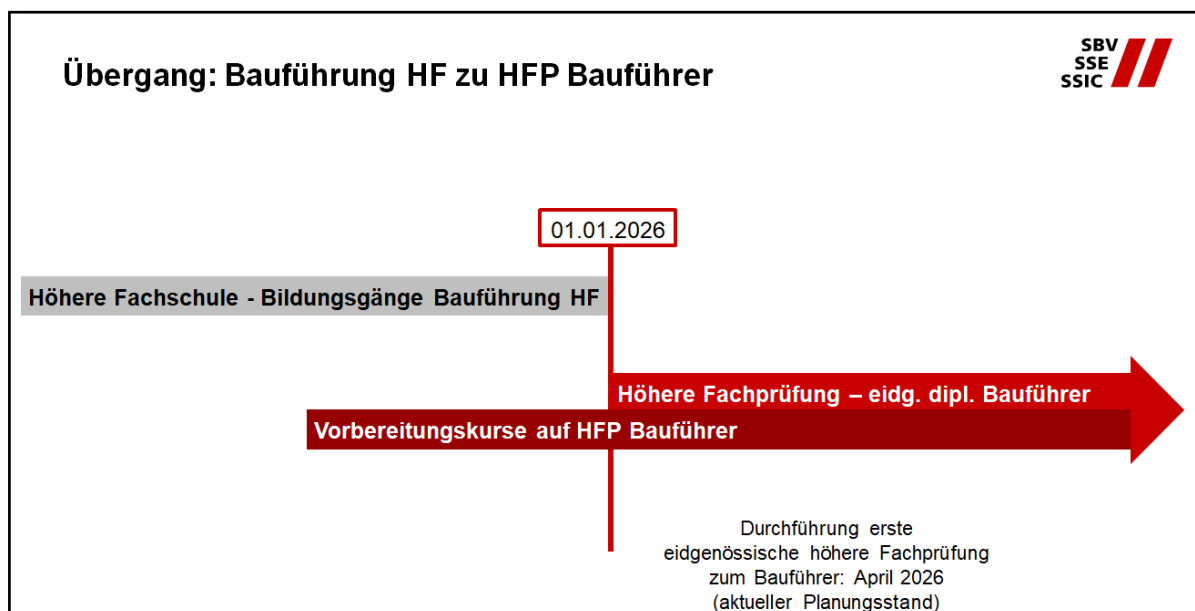 Übergang: Bauführung HF zu HFP Bauführer
SBV
SSE
SSIC
01.01.2026
Höhere Fachschule - Bildungsgänge Bauführung HF
Höhere Fachprüfung – eidg. dipl. Bauführer
Vorbereitungskurse auf HFP Bauführer
Durchführung erste
eidgenössische höhere Fachprüfung
zum Bauführer: April 2026
(aktueller Planungsstand)